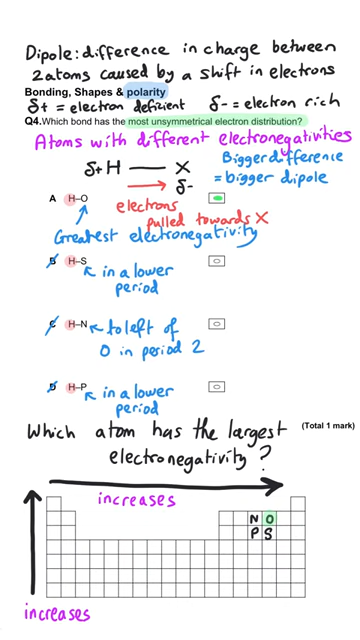 Dipole: difference in charge between
2 atoms caused by a shift in electrons
Bonding, Shapes & polarity
δ+ = electron deficient δ- = electron rich
Q4.Which bond has the most unsymmetrical electron distribution?
Atoms with different electronegativities
δ+ H — X
δ-
Bigger difference
= bigger dipole
electrons
pulled towards X
A H–O
Greatest electronegativity
B H–S
in a lower
period
C H–N
to left of
O in period 2
D H–P
in a lower
period
(Total 1 mark)
Which atom has the largest
electronegativity?
increases
N O
P S
increases